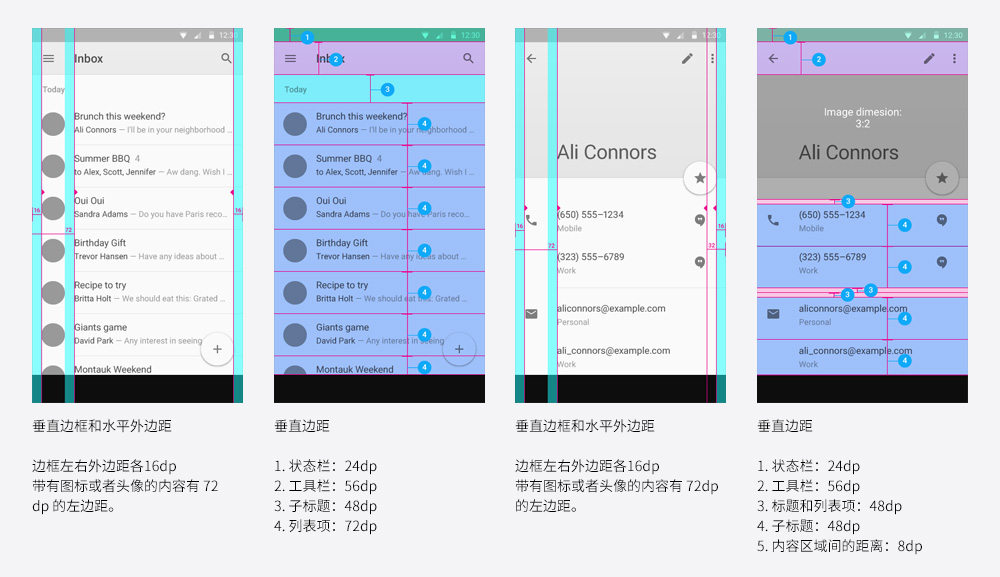 12:30
Inbox
Today
Brunch this weekend?
Ali Connors — I'll be in your neighborhood ...
Summer BBQ 4
to Alex, Scott, Jennifer — Aw dang. Wish I ...
Oui Oui
Sandra Adams — Do you have Paris reco...
Birthday Gift
Trevor Hansen — Have any ideas about ...
Recipe to try
Britta Holt — We should eat this: Grated ...
Giants game
David Park — Any interest in seeing
Montauk Weekend
16
72
16
垂直边框和水平外边距
边框左右外边距各16dp
带有图标或者头像的内容有 72
dp 的左边距。
12:30
1
2
Inbox
Today
3
Brunch this weekend?
Ali Connors — I'll be in your neighborhood ...
4
Summer BBQ 4
to Alex, Scott, Jennifer — Aw dang. Wish I ...
4
Oui Oui
Sandra Adams — Do you have Paris reco...
4
Birthday Gift
Trevor Hansen — Have any ideas about ...
4
Recipe to try
Britta Holt — We should eat this: Grated ...
4
Giants game
David Park — Any interest in seeing
4
Montauk Weekend
4
垂直边距
1. 状态栏：24dp
2. 工具栏：56dp
3. 子标题：48dp
4. 列表项：72dp
12:30
Ali Connors
(650) 555–1234
Mobile
(323) 555–6789
Work
aliconnors@example.com
Personal
ali_connors@example.com
Work
16
72
32
16
垂直边框和水平外边距
边框左右外边距各16dp
带有图标或者头像的内容有 72dp
的左边距。
12:30
1
2
Image dimesion:
3:2
Ali Connors
3
(650) 555–1234
Mobile
4
(323) 555–6789
Work
4
3
3
aliconnors@example.com
Personal
4
ali_connors@example.com
Work
4
垂直边距
1. 状态栏：24dp
2. 工具栏：56dp
3. 标题和列表项：48dp
4. 子标题：48dp
5. 内容区域间的距离：8dp